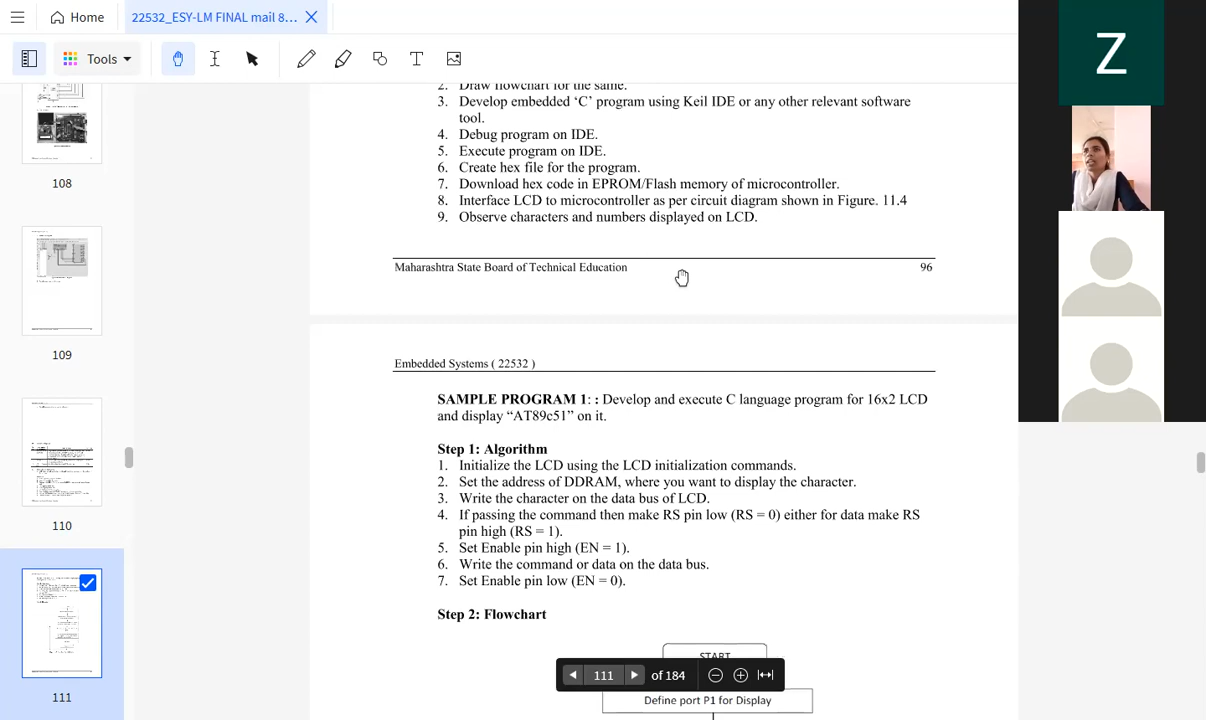 Home
22532_ESY-LM FINAL mail 8...
Tools
108
109
110
111
2. Draw flowchart for the same.
3. Develop embedded ‘C’ program using Keil IDE or any other relevant software
tool.
4. Debug program on IDE.
5. Execute program on IDE.
6. Create hex file for the program.
7. Download hex code in EPROM/Flash memory of microcontroller.
8. Interface LCD to microcontroller as per circuit diagram shown in Figure. 11.4
9. Observe characters and numbers displayed on LCD.
Maharashtra State Board of Technical Education 96
Embedded Systems ( 22532 )
SAMPLE PROGRAM 1: : Develop and execute C language program for 16x2 LCD
and display “AT89c51” on it.
Step 1: Algorithm
1. Initialize the LCD using the LCD initialization commands.
2. Set the address of DDRAM, where you want to display the character.
3. Write the character on the data bus of LCD.
4. If passing the command then make RS pin low (RS = 0) either for data make RS
pin high (RS = 1).
5. Set Enable pin high (EN = 1).
6. Write the command or data on the data bus.
7. Set Enable pin low (EN = 0).
Step 2: Flowchart
START
111 of 184
Define port P1 for Display
Z